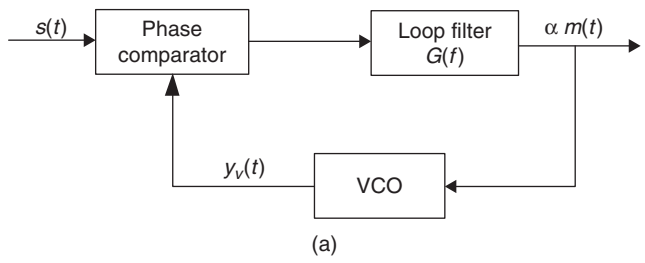 s(t)
Phase
comparator
Loop filter
G(f)
α m(t)
y_v(t)
VCO
(a)